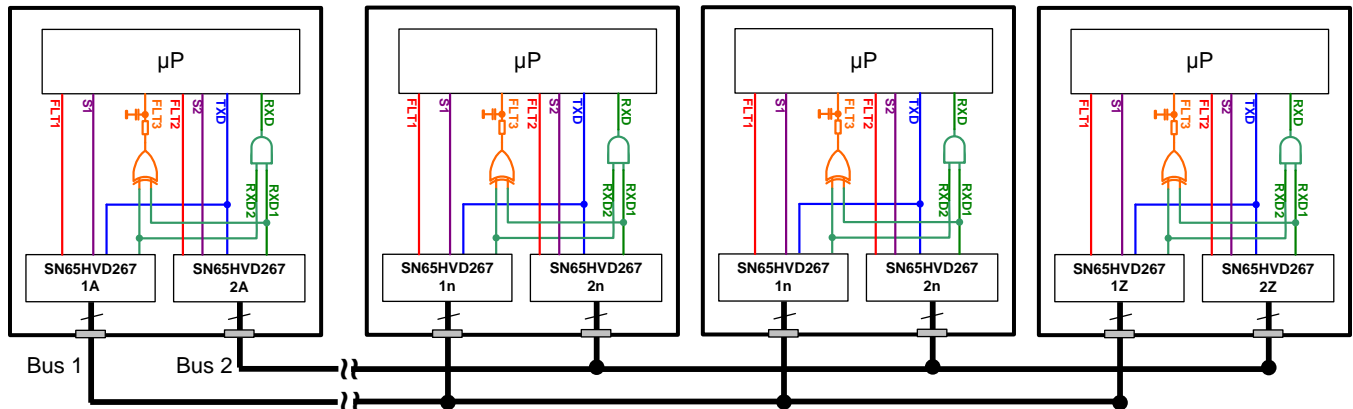 µP
FLT1
S1
FLT3
FLT2
S2
TXD
RXD
RXD2
RXD1
SN65HVD267
1A
SN65HVD267
2A
µP
FLT1
S1
FLT3
FLT2
S2
TXD
RXD
RXD2
RXD1
SN65HVD267
1n
SN65HVD267
2n
µP
FLT1
S1
FLT3
FLT2
S2
TXD
RXD
RXD2
RXD1
SN65HVD267
1n
SN65HVD267
2n
µP
FLT1
S1
FLT3
FLT2
S2
TXD
RXD
RXD2
RXD1
SN65HVD267
1Z
SN65HVD267
2Z
Bus 1
Bus 2